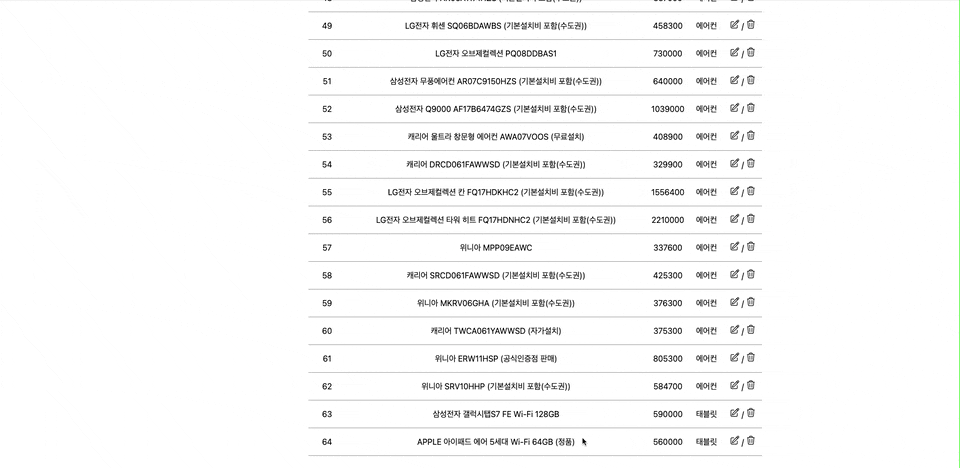 49 LG전자 휘센 SQ06BDAWBS (기본설치비 포함(수도권)) 458300 에어컨 /
50 LG전자 오브제컬렉션 PQ08DDBAS1 730000 에어컨 /
51 삼성전자 무풍에어컨 AR07C9150HZS (기본설치비 포함(수도권)) 640000 에어컨 /
52 삼성전자 Q9000 AF17B6474GZS (기본설치비 포함(수도권)) 1039000 에어컨 /
53 캐리어 울트라 창문형 에어컨 AWA07VOOS (무료설치) 408900 에어컨 /
54 캐리어 DRCD061FAWWSD (기본설치비 포함(수도권)) 329900 에어컨 /
55 LG전자 오브제컬렉션 칸 FQ17HDKHC2 (기본설치비 포함(수도권)) 1556400 에어컨 /
56 LG전자 오브제컬렉션 타워 히트 FQ17HDNHC2 (기본설치비 포함(수도권)) 2210000 에어컨 /
57 위니아 MPP09EAWC 337600 에어컨 /
58 캐리어 SRCD061FAWWSD (기본설치비 포함(수도권)) 425300 에어컨 /
59 위니아 MKRV06GHA (기본설치비 포함(수도권)) 376300 에어컨 /
60 캐리어 TWCA061YAWWSD (자가설치) 375300 에어컨 /
61 위니아 ERW11HSP (공식인증점 판매) 805300 에어컨 /
62 위니아 SRV10HHP (기본설치비 포함(수도권)) 584700 에어컨 /
63 삼성전자 갤럭시탭S7 FE Wi-Fi 128GB 590000 태블릿 /
64 APPLE 아이패드 에어 5세대 Wi-Fi 64GB (정품) 560000 태블릿 /